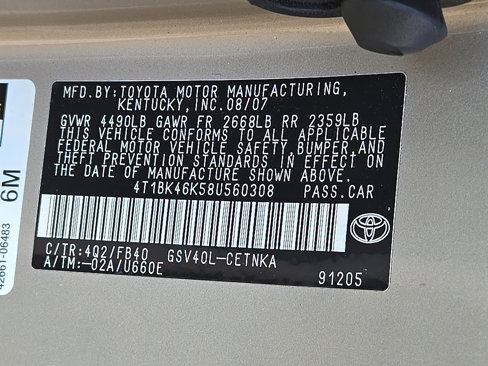 MFD.BY:TOYOTA MOTOR MANUFACTURING,
KENTUCKY, INC. 08/07
GVWR 4490LB GAWR FR 2668LB RR 2359LB
THIS VEHICLE CONFORMS TO ALL APPLICABLE
FEDERAL MOTOR VEHICLE SAFETY, BUMPER, AND
THEFT PREVENTION STANDARDS IN EFFECT ON
THE DATE OF MANUFACTURE SHOWN ABOVE.
4T1BK46K58U560308 PASS.CAR
C/TR:4Q2/FB40 GSV40L-CETNKA
A/TM:-02A/U660E
91205
6M
42661-06483